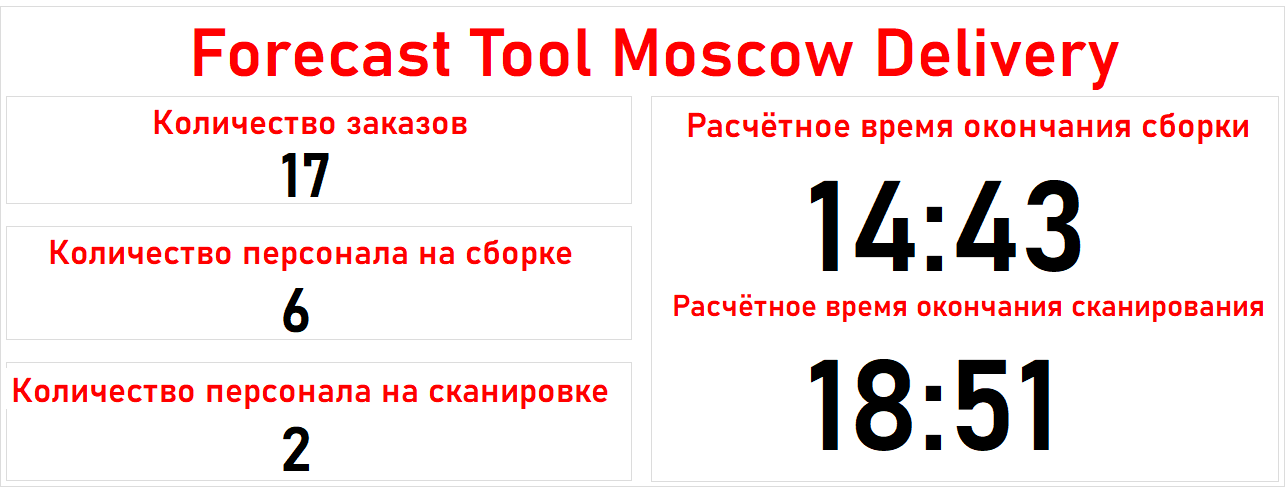 Forecast Tool Moscow Delivery
Количество заказов
17
Количество персонала на сборке
6
Количество персонала на сканировке
2
Расчётное время окончания сборки
14:43
Расчётное время окончания сканирования
18:51